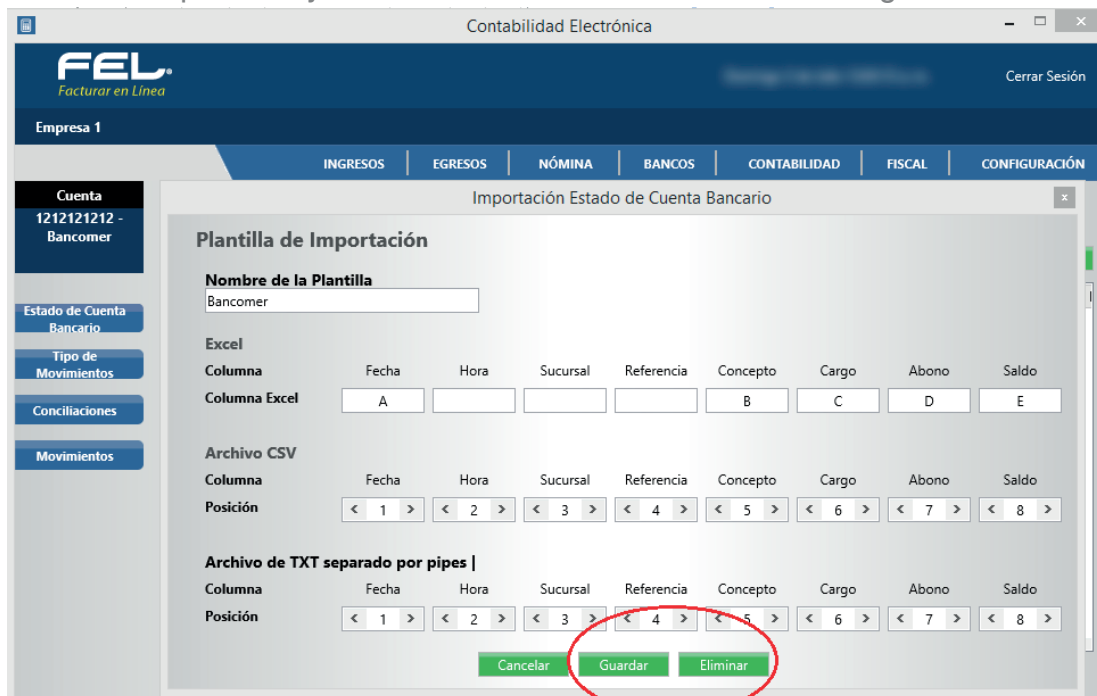 Contabilidad Electrónica
FEL
Facturar en Línea
Cerrar Sesión
Empresa 1
INGRESOS EGRESOS NÓMINA BANCOS CONTABILIDAD FISCAL CONFIGURACIÓN
Cuenta
1212121212 -
Bancomer
Estado de Cuenta
Bancario
Tipo de
Movimientos
Conciliaciones
Movimientos
Importación Estado de Cuenta Bancario
x
Plantilla de Importación
Nombre de la Plantilla
Bancomer
Excel
Columna Fecha Hora Sucursal Referencia Concepto Cargo Abono Saldo
Columna Excel A B C D E
Archivo CSV
Columna Fecha Hora Sucursal Referencia Concepto Cargo Abono Saldo
Posición < 1 > < 2 > < 3 > < 4 > < 5 > < 6 > < 7 > < 8 >
Archivo de TXT separado por pipes |
Columna Fecha Hora Sucursal Referencia Concepto Cargo Abono Saldo
Posición < 1 > < 2 > < 3 > < 4 > < 5 > < 6 > < 7 > < 8 >
Cancelar Guardar Eliminar